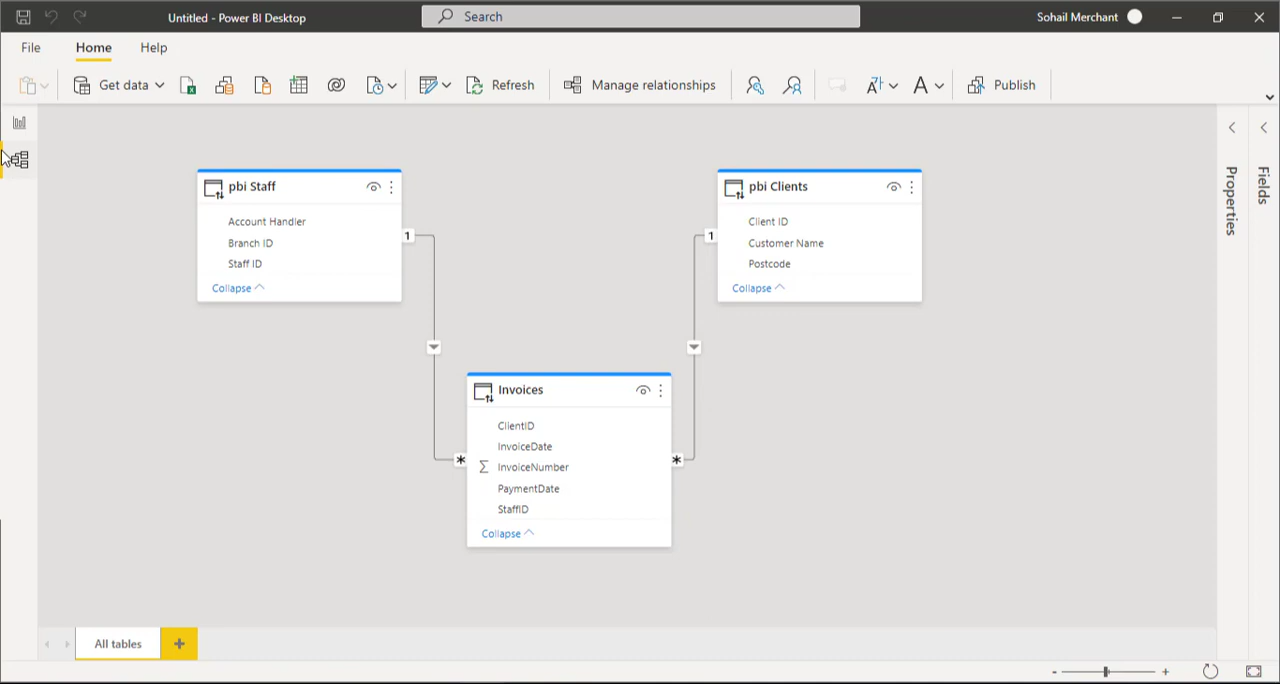 Untitled - Power BI Desktop
Search
Sohail Merchant
File
Home
Help
Get data
Refresh
Manage relationships
Publish
pbi Staff
Account Handler
Branch ID
Staff ID
Collapse
1
*
pbi Clients
Client ID
Customer Name
Postcode
Collapse
1
*
Invoices
ClientID
InvoiceDate
Σ InvoiceNumber
PaymentDate
StaffID
Collapse
Properties
Fields
All tables
+
- +